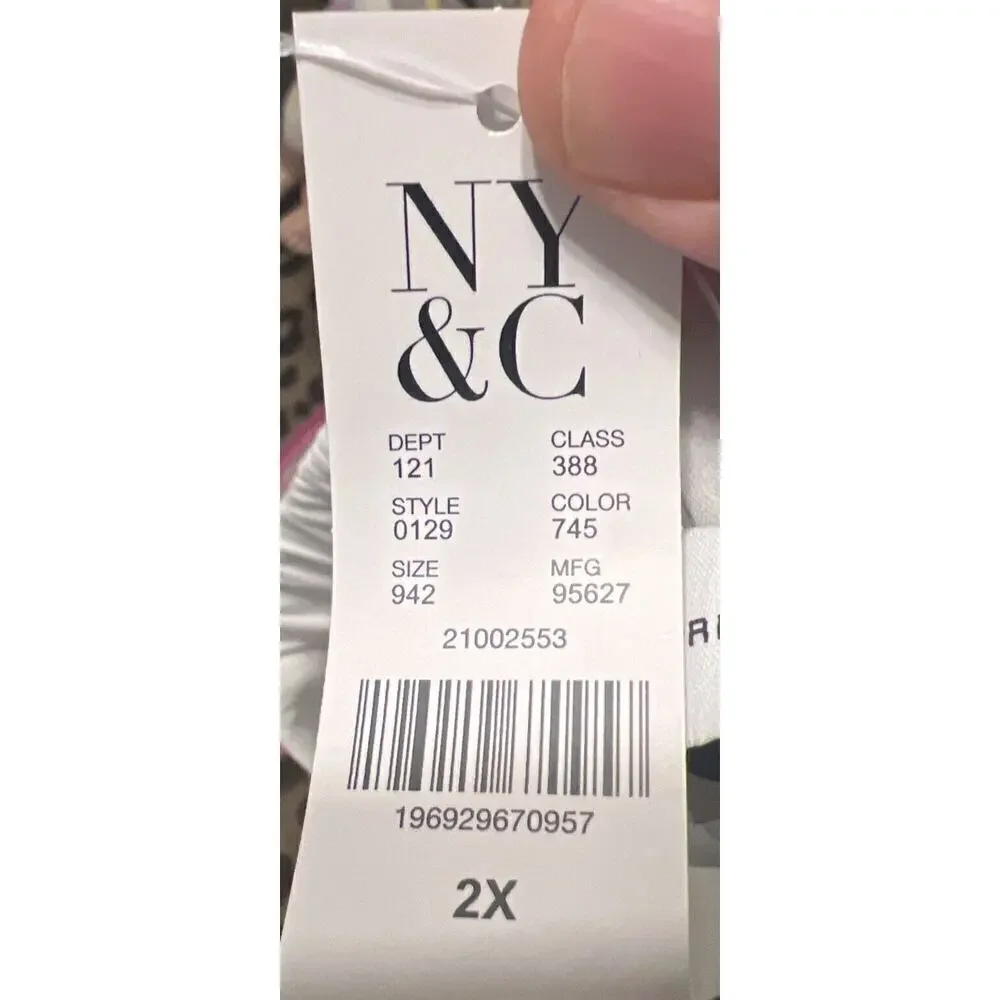 NY
&C
DEPT CLASS
121 388
STYLE COLOR
0129 745
SIZE MFG
942 95627
21002553
196929670957
2X